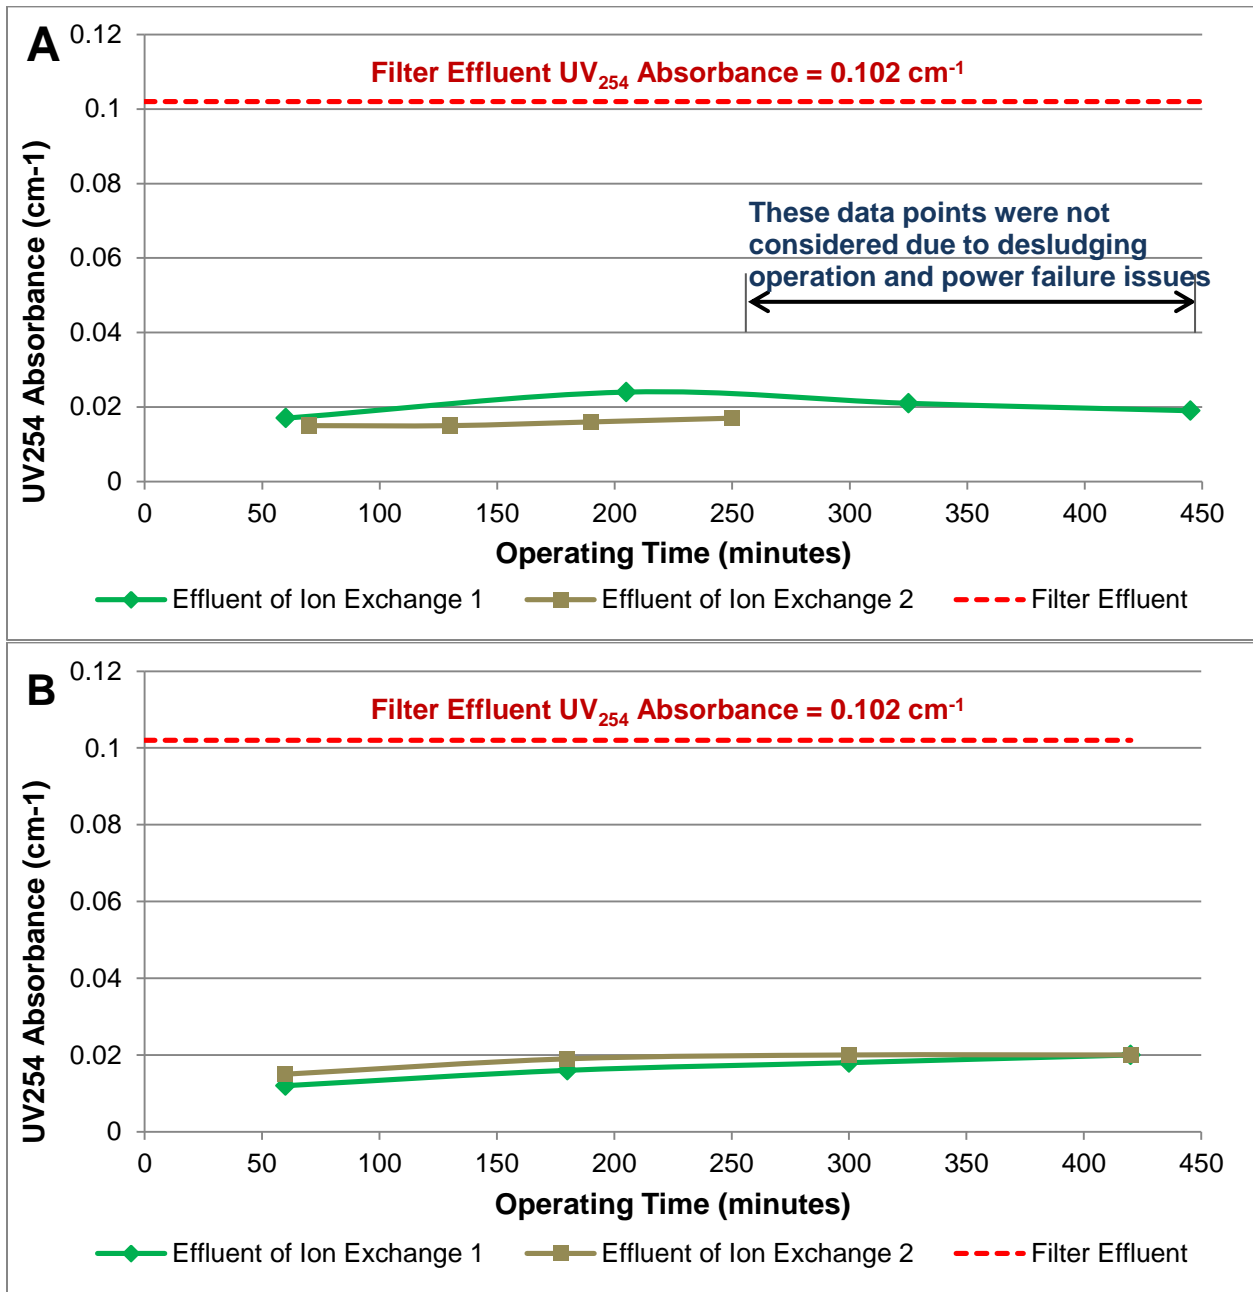 A
0.12
Filter Effluent UV254 Absorbance = 0.102 cm-1
0.1
0.08
These data points were not
considered due to desludging
0.06
operation and power failure issues
0.04
0.02
0
UV254 Absorbance (cm-1)
0 50 100 150 200 250 300 350 400 450
Operating Time (minutes)
Effluent of Ion Exchange 1 Effluent of Ion Exchange 2 Filter Effluent
B
0.12
Filter Effluent UV254 Absorbance = 0.102 cm-1
0.1
0.08
0.06
0.04
0.02
0
UV254 Absorbance (cm-1)
0 50 100 150 200 250 300 350 400 450
Operating Time (minutes)
Effluent of Ion Exchange 1 Effluent of Ion Exchange 2 Filter Effluent